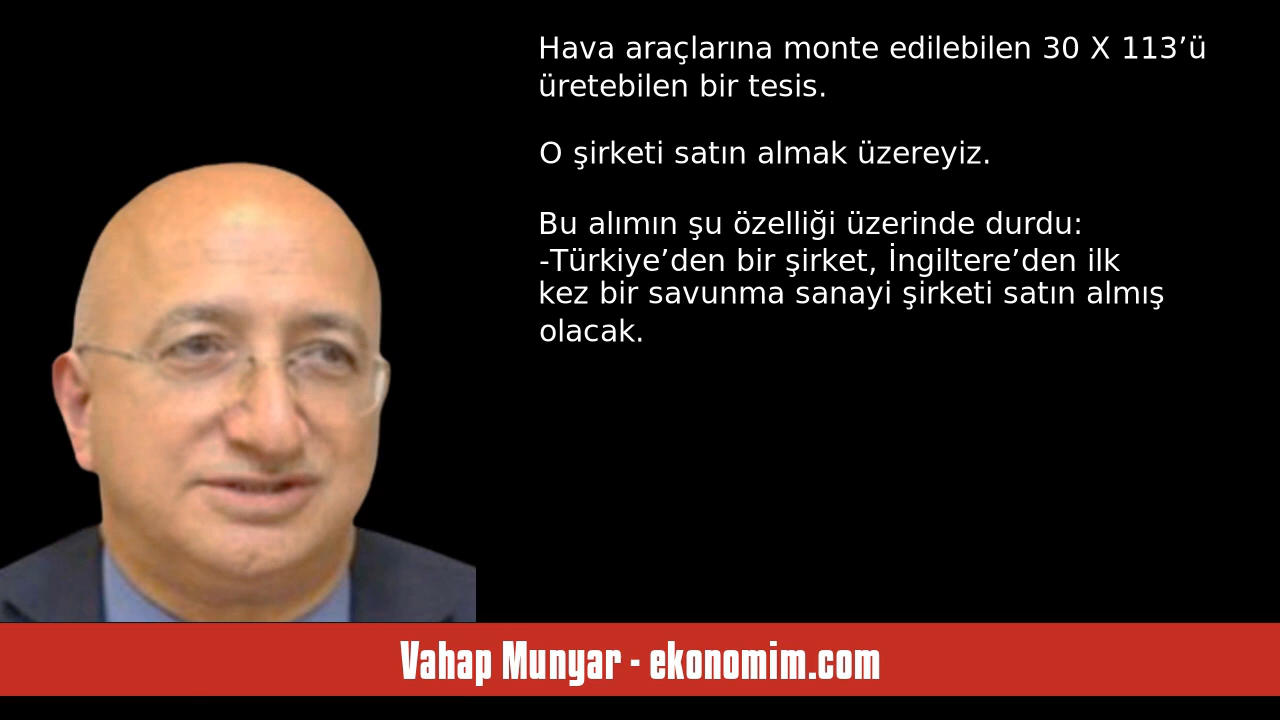 Hava araçlarına monte edilebilen 30 X 113’ü
üretebilen bir tesis.
O şirketi satın almak üzereyiz.
Bu alımın şu özelliği üzerinde durdu:
-Türkiye’den bir şirket, İngiltere’den ilk
kez bir savunma sanayi şirketi satın almış
olacak.
Vahap Munyar - ekonomim.com